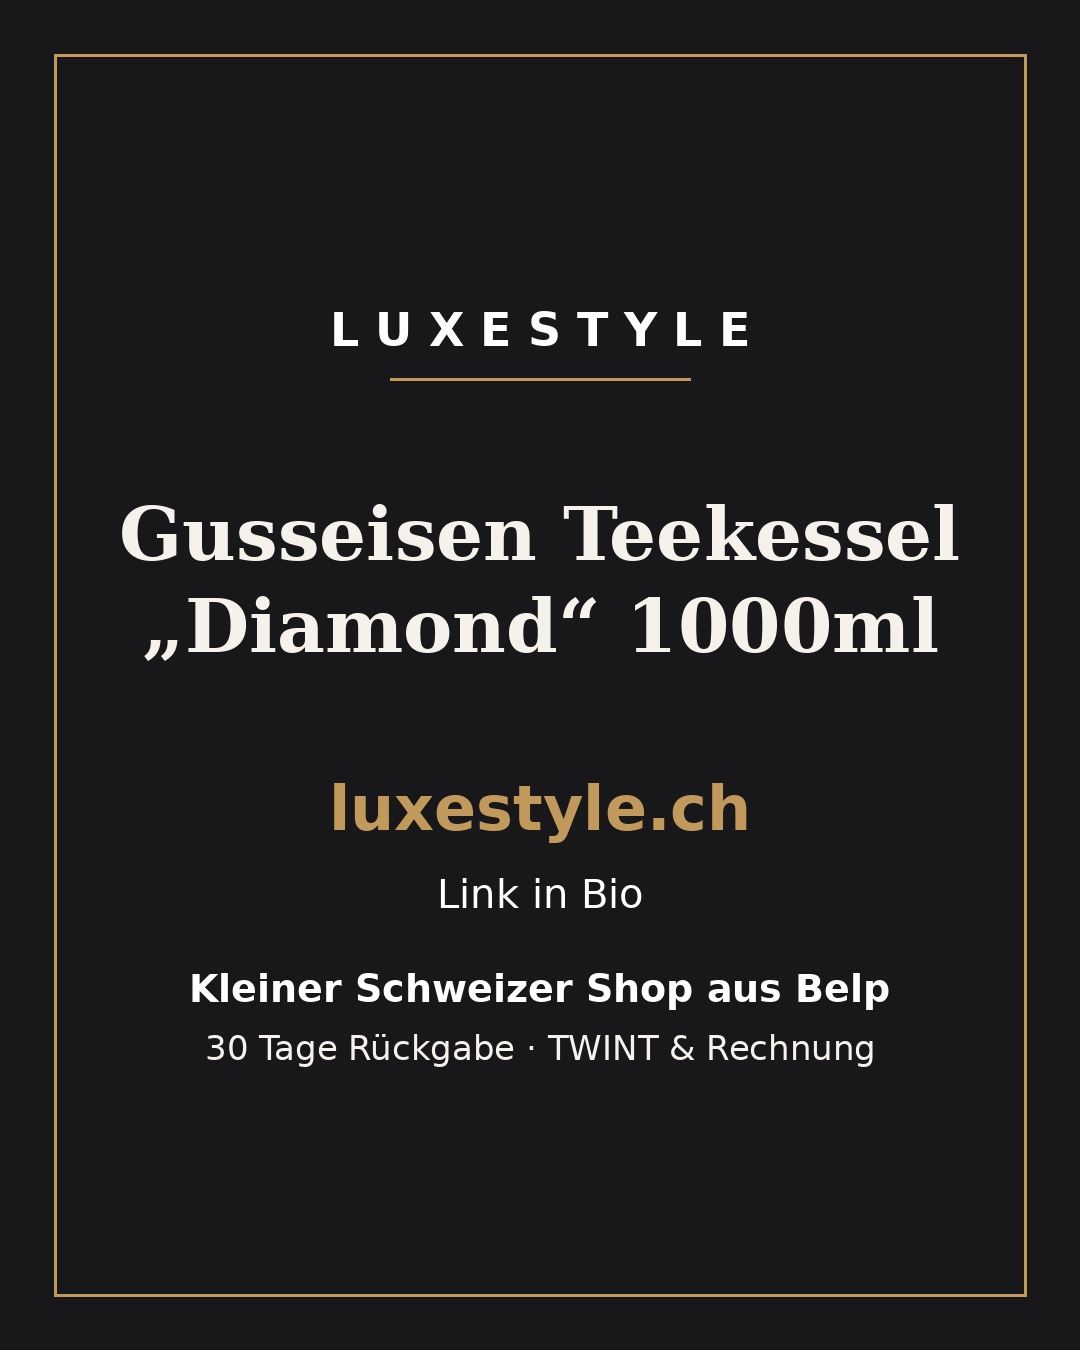 LUXESTYLE
Gusseisen Teekessel
„Diamond“ 1000ml
luxestyle.ch
Link in Bio
Kleiner Schweizer Shop aus Belp
30 Tage Rückgabe · TWINT & Rechnung